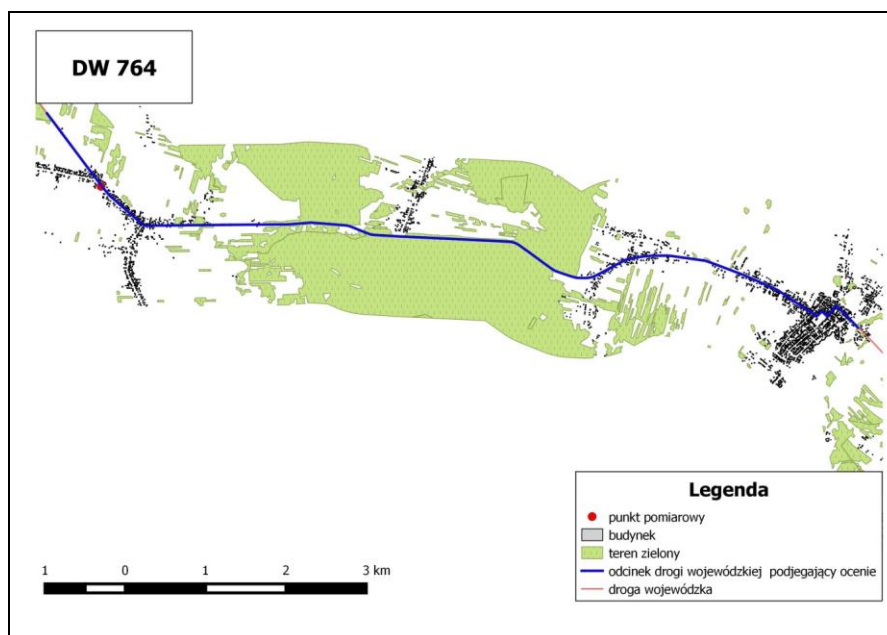 DW 764
Legenda
punkt pomiarowy
budynek
teren zielony
odcinek drogi wojewódzkiej podjegający ocenie
droga wojewódzka
1 0 1 2 3 km